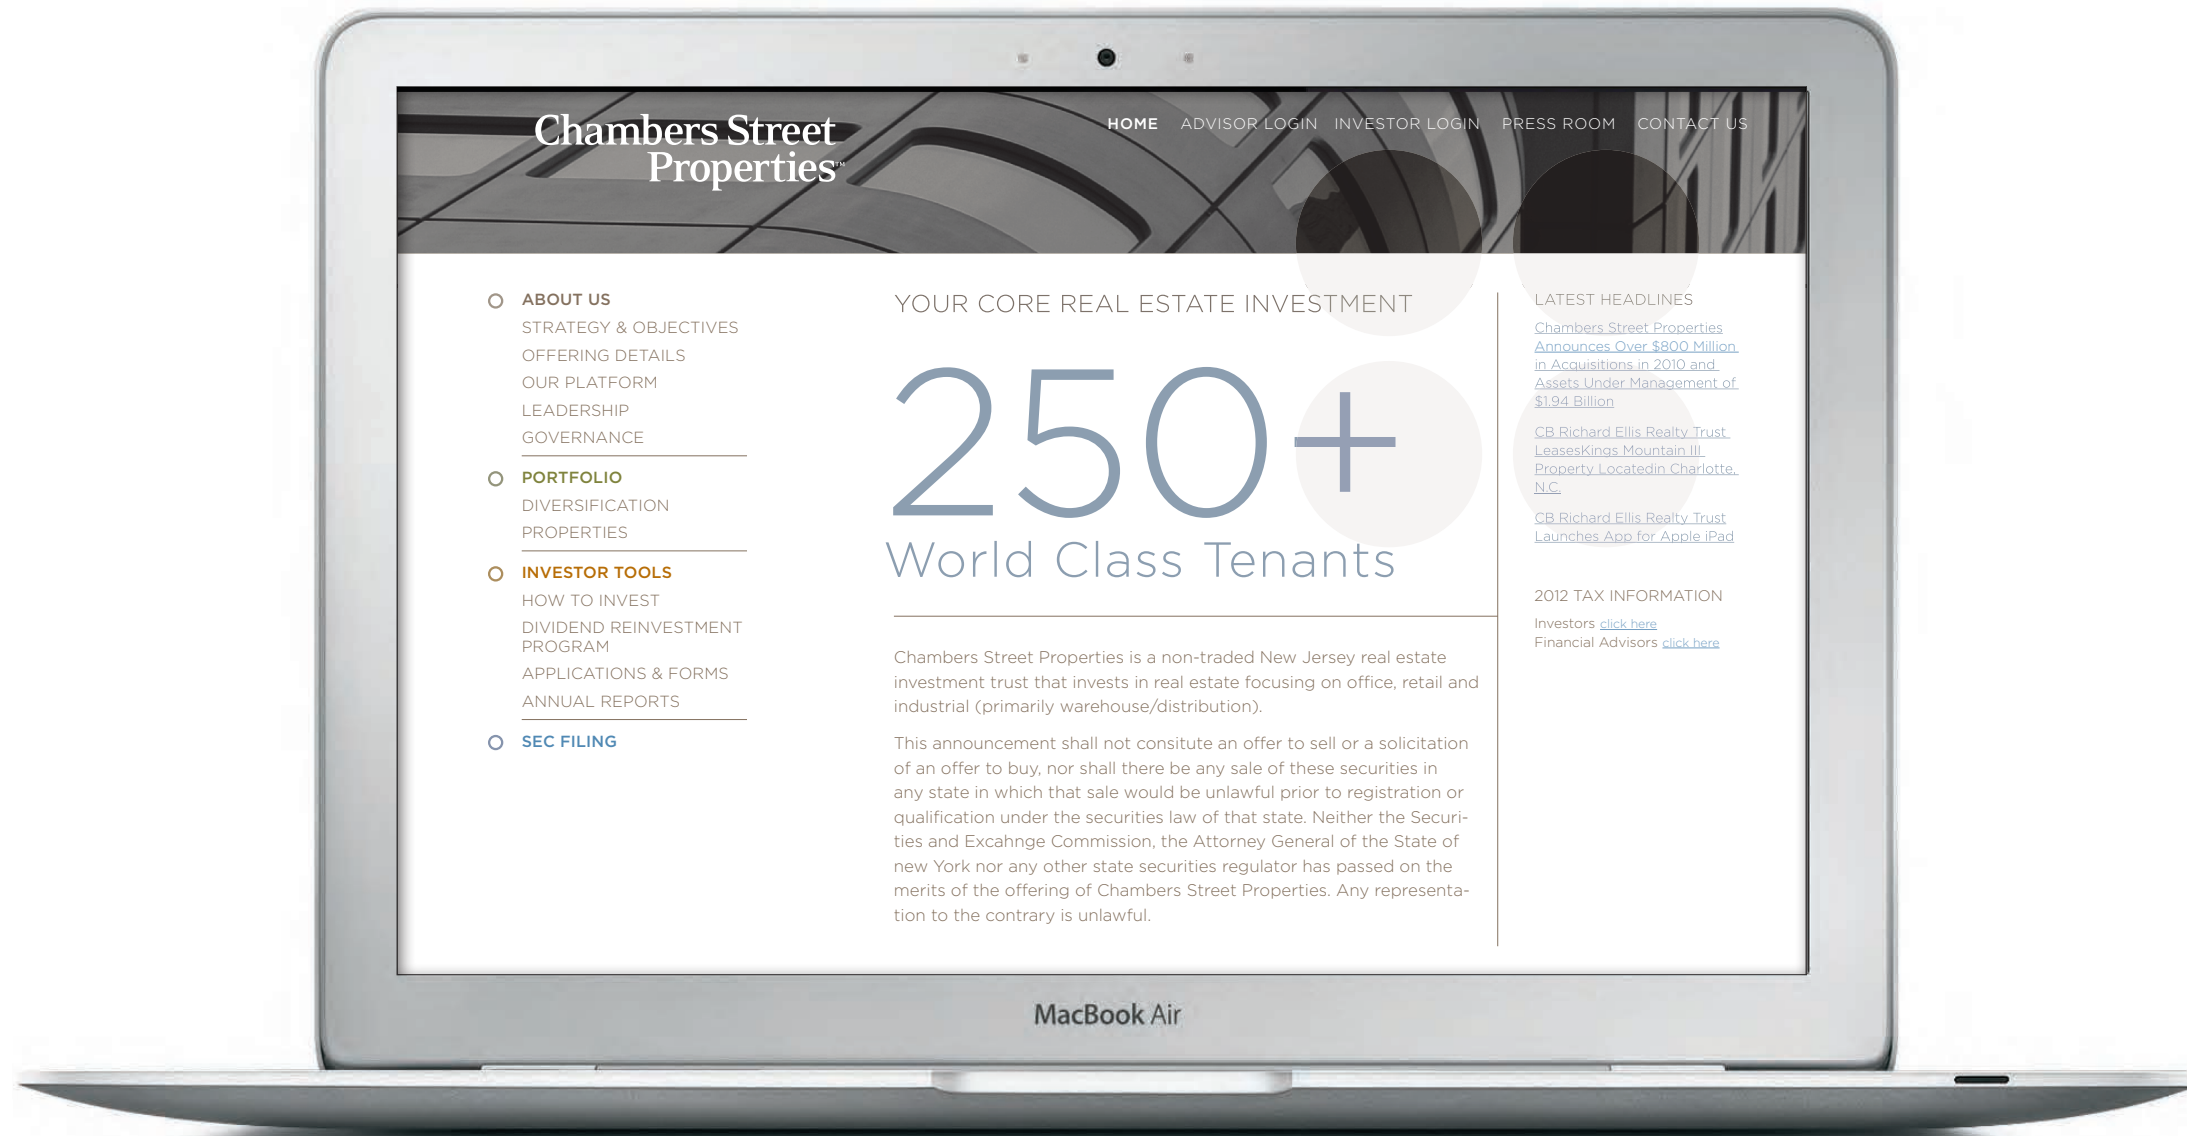 Chambers Street
Properties™
HOME ADVISOR LOGIN INVESTOR LOGIN PRESS ROOM CONTACT US
ABOUT US
STRATEGY & OBJECTIVES
OFFERING DETAILS
OUR PLATFORM
LEADERSHIP
GOVERNANCE
PORTFOLIO
DIVERSIFICATION
PROPERTIES
INVESTOR TOOLS
HOW TO INVEST
DIVIDEND REINVESTMENT
PROGRAM
APPLICATIONS & FORMS
ANNUAL REPORTS
SEC FILING
YOUR CORE REAL ESTATE INVESTMENT
250+
World Class Tenants
Chambers Street Properties is a non-traded New Jersey real estate
investment trust that invests in real estate focusing on office, retail and
industrial (primarily warehouse/distribution).
This announcement shall not consitute an offer to sell or a solicitation
of an offer to buy, nor shall there be any sale of these securities in
any state in which that sale would be unlawful prior to registration or
qualification under the securities law of that state. Neither the Securi-
ties and Excahnge Commission, the Attorney General of the State of
new York nor any other state securities regulator has passed on the
merits of the offering of Chambers Street Properties. Any representa-
tion to the contrary is unlawful.
LATEST HEADLINES
Chambers Street Properties
Announces Over $800 Million
in Acquisitions in 2010 and
Assets Under Management of
$1.94 Billion
CB Richard Ellis Realty Trust
LeasesKings Mountain III
Property Locatedin Charlotte,
N.C.
CB Richard Ellis Realty Trust
Launches App for Apple iPad
2012 TAX INFORMATION
Investors click here
Financial Advisors click here
MacBook Air